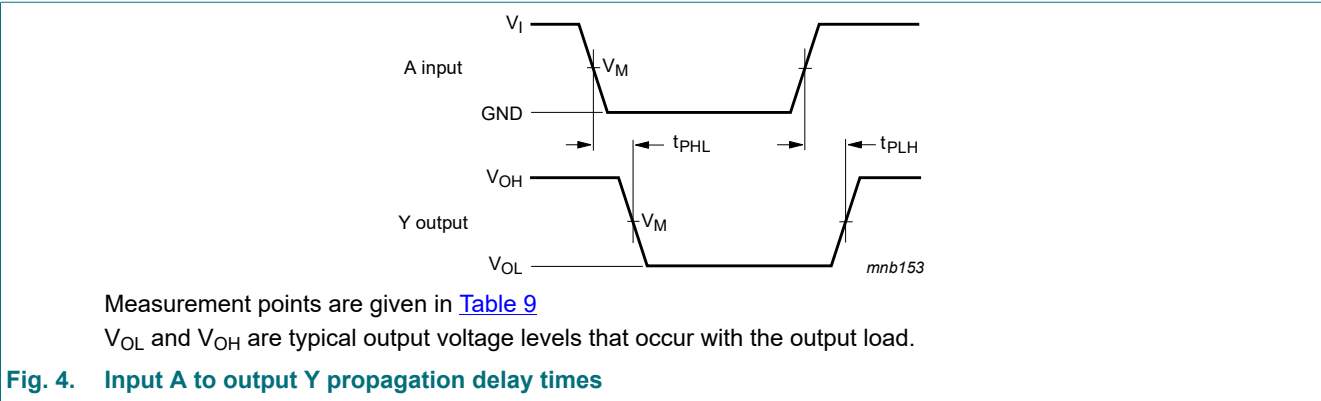 V_I
A input
V_M
GND
t_PHL
t_PLH
V_OH
Y output
V_M
V_OL
mnb153
Measurement points are given in Table 9
V_OL and V_OH are typical output voltage levels that occur with the output load.
Fig. 4. Input A to output Y propagation delay times